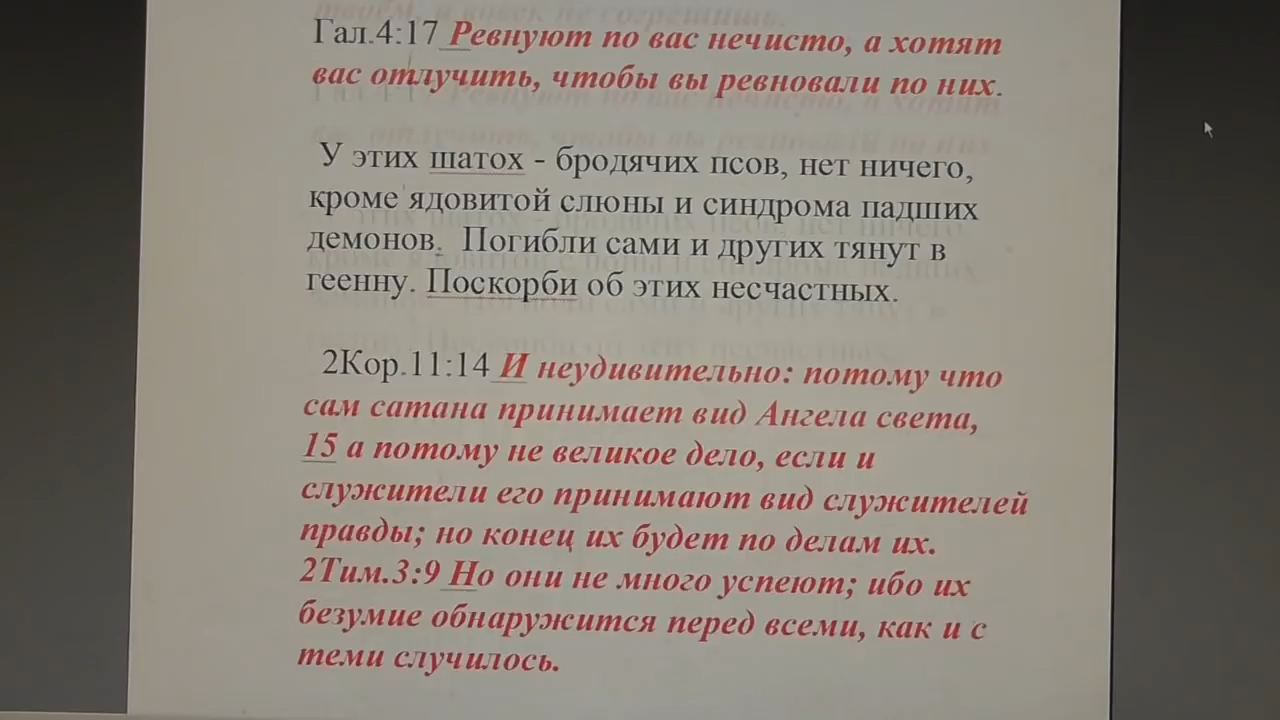 Гал.4:17 Ревнуют по вас нечисто, а хотят
вас отлучить, чтобы вы ревновали по них.
У этих шатох - бродячих псов, нет ничего,
кроме ядовитой слюны и синдрома падших
демонов. Погибли сами и других тянут в
геенну. Поскорби об этих несчастных.
2Кор.11:14 И неудивительно: потому что
сам сатана принимает вид Ангела света,
15 а потому не великое дело, если и
служители его принимают вид служителей
правды; но конец их будет по делам их.
2Тим.3:9 Но они не много успеют; ибо их
безумие обнаружится перед всеми, как и с
теми случилось.